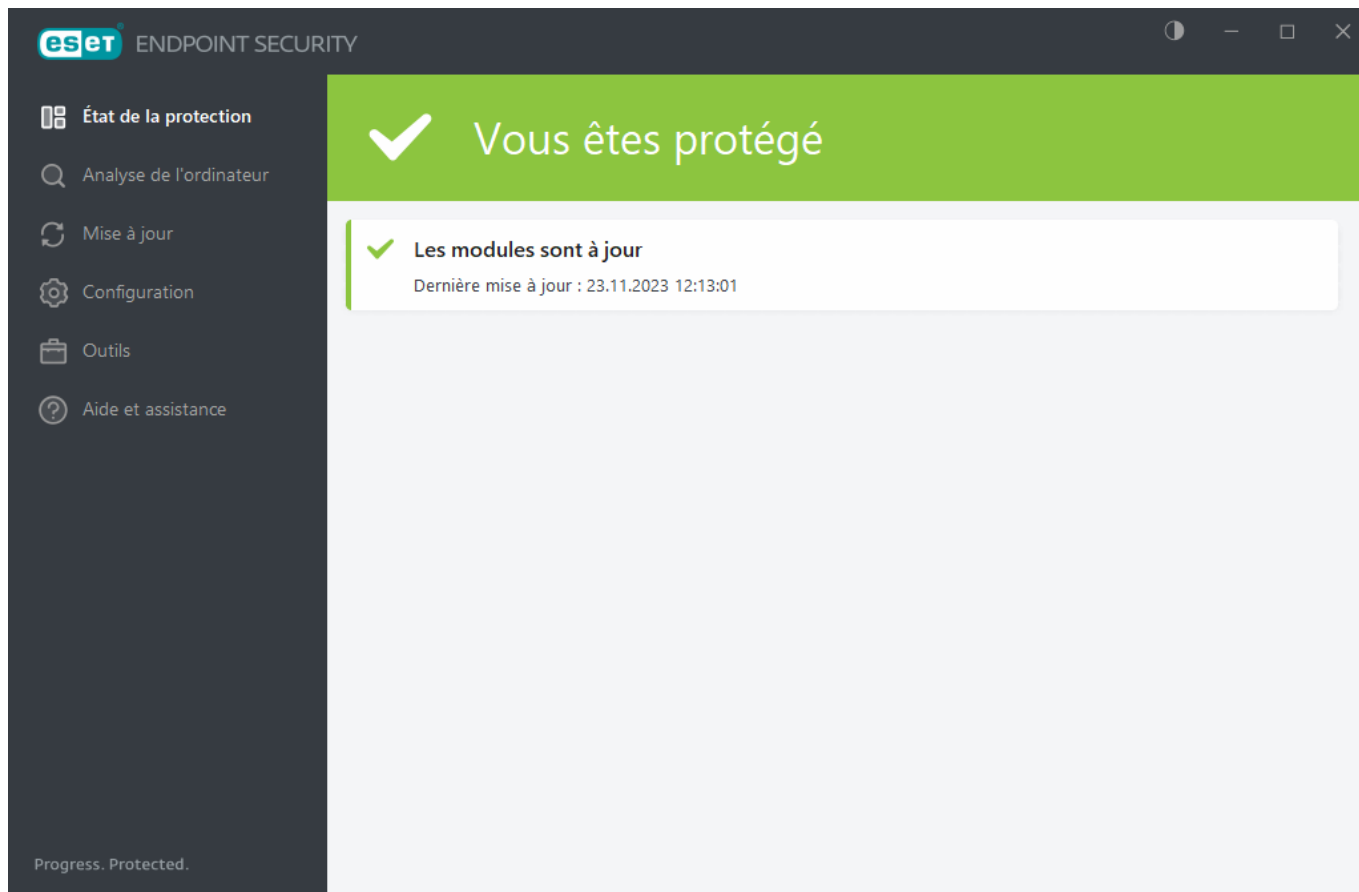 eset ENDPOINT SECURITY
État de la protection
Analyse de l'ordinateur
Mise à jour
Configuration
Outils
Aide et assistance
Progress. Protected.
Vous êtes protégé
Les modules sont à jour
Dernière mise à jour : 23.11.2023 12:13:01